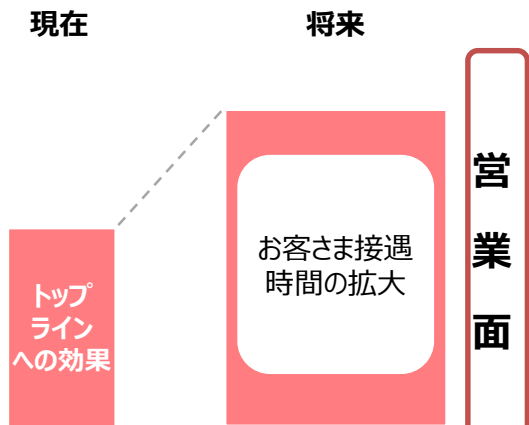 現在
将来
トップ
ライン
への効果
お客さま接遇
時間の拡大
営
業
面